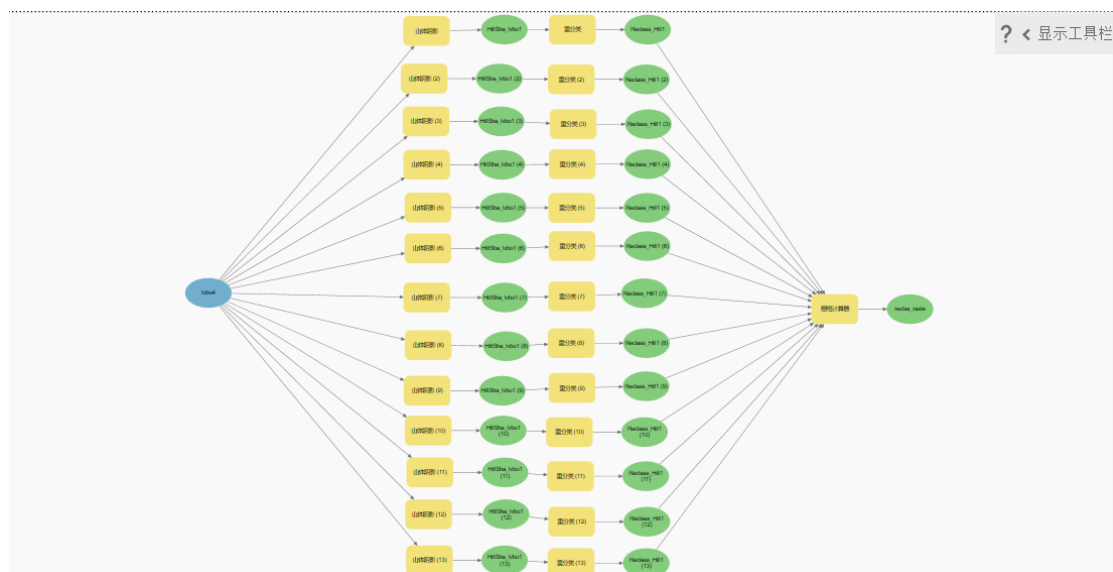 ? < 显示工具栏
山体阴影
HillSha_lvbo1
重分类
Reclass_Hill1
山体阴影 (2)
HillSha_lvbo1 (2)
重分类 (2)
Reclass_Hill1 (2)
山体阴影 (3)
HillSha_lvbo1 (3)
重分类 (3)
Reclass_Hill1 (3)
山体阴影 (4)
HillSha_lvbo1 (4)
重分类 (4)
Reclass_Hill1 (4)
山体阴影 (5)
HillSha_lvbo1 (5)
重分类 (5)
Reclass_Hill1 (5)
山体阴影 (6)
HillSha_lvbo1 (6)
重分类 (6)
Reclass_Hill1 (6)
山体阴影 (7)
HillSha_lvbo1 (7)
重分类 (7)
Reclass_Hill1 (7)
栅格计算器
山体阴影 (8)
HillSha_lvbo1 (8)
重分类 (8)
Reclass_Hill1 (8)
山体阴影 (9)
HillSha_lvbo1 (9)
重分类 (9)
Reclass_Hill1 (9)
山体阴影 (10)
HillSha_lvbo1
(10)
重分类 (10)
Reclass_Hill1
(10)
山体阴影 (11)
HillSha_lvbo1
(11)
重分类 (11)
Reclass_Hill1
(11)
山体阴影 (12)
HillSha_lvbo1
(12)
重分类 (12)
Reclass_Hill1
(12)
山体阴影 (13)
HillSha_lvbo1
(13)
重分类 (13)
Reclass_Hill1
(13)